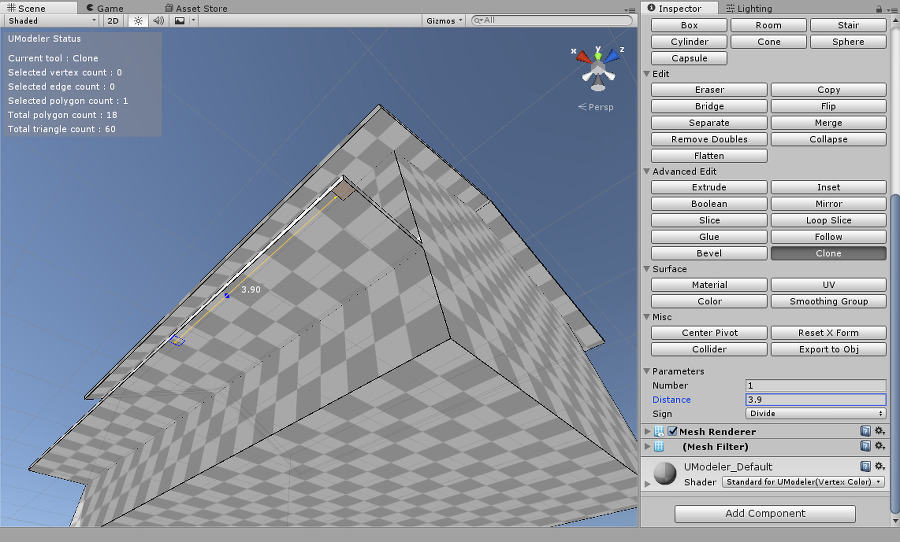 Scene Game Asset Store
Shaded 2D Gizmos All
UModeler Status
Current tool : Clone
Selected vertex count : 0
Selected edge count : 0
Selected polygon count : 1
Total polygon count : 18
Total triangle count : 60
x y z
Persp
3.90
Inspector Lighting
Box Room Stair
Cylinder Cone Sphere
Capsule
Edit
Eraser Copy
Bridge Flip
Separate Merge
Remove Doubles Collapse
Flatten
Advanced Edit
Extrude Inset
Boolean Mirror
Slice Loop Slice
Glue Follow
Bevel Clone
Surface
Material UV
Color Smoothing Group
Misc
Center Pivot Reset X Form
Collider Export to Obj
Parameters
Number 1
Distance 3.9
Sign Divide
Mesh Renderer
(Mesh Filter)
UModeler_Default
Shader Standard for UModeler(Vertex Color)
Add Component